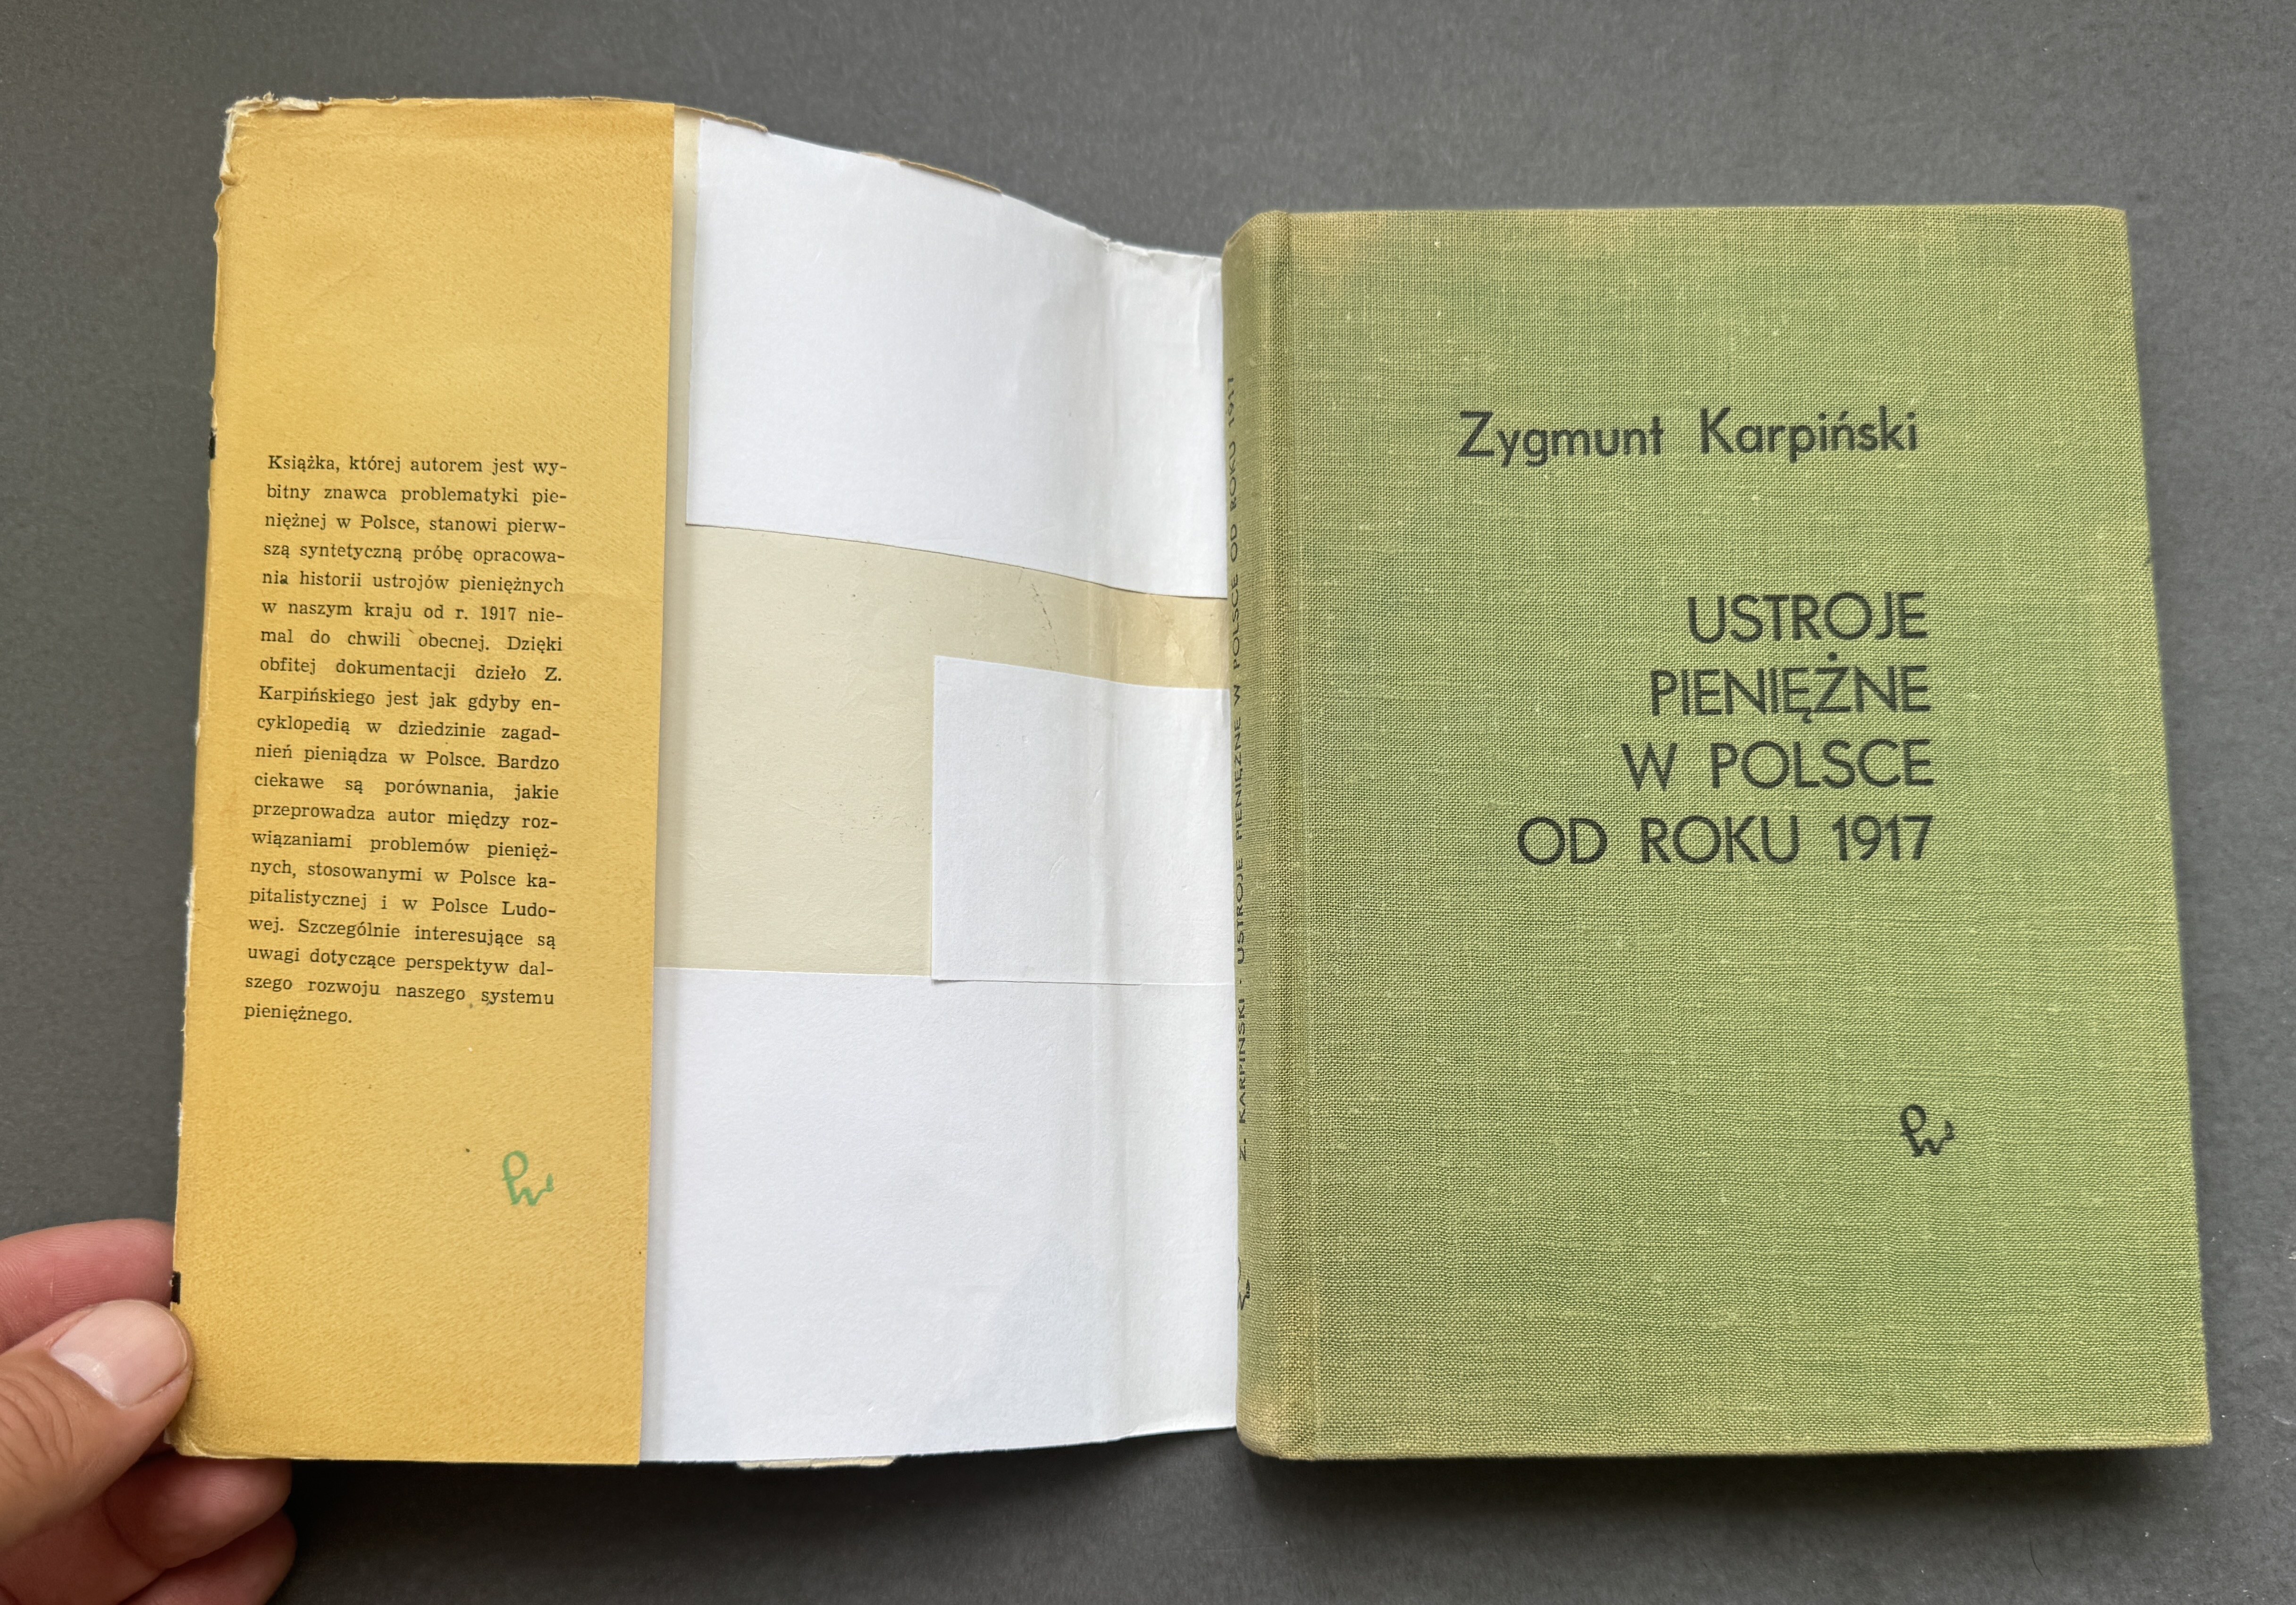 Książka, której autorem jest wy-
bitny znawca problematyki pie-
niężnej w Polsce, stanowi pierw-
szą syntetyczną próbę opracowa-
nia historii ustrojów pieniężnych
w naszym kraju od r. 1917 nie-
mal do chwili obecnej. Dzięki
obfitej dokumentacji dzieło Z.
Karpińskiego jest jak gdyby en-
cyklopedią w dziedzinie zagad-
nień pieniądza w Polsce. Bardzo
ciekawe są porównania, jakie
przeprowadza autor między roz-
wiązaniami problemów pienięż-
nych, stosowanymi w Polsce ka-
pitalistycznej i w Polsce Ludo-
wej. Szczególnie interesujące są
uwagi dotyczące perspektyw dal-
szego rozwoju naszego systemu
pieniężnego.
Z. KARPIŃSKI · USTROJE PIENIĘŻNE W POLSCE OD ROKU 1917
Zygmunt Karpiński
USTROJE
PIENIĘŻNE
W POLSCE
OD ROKU 1917